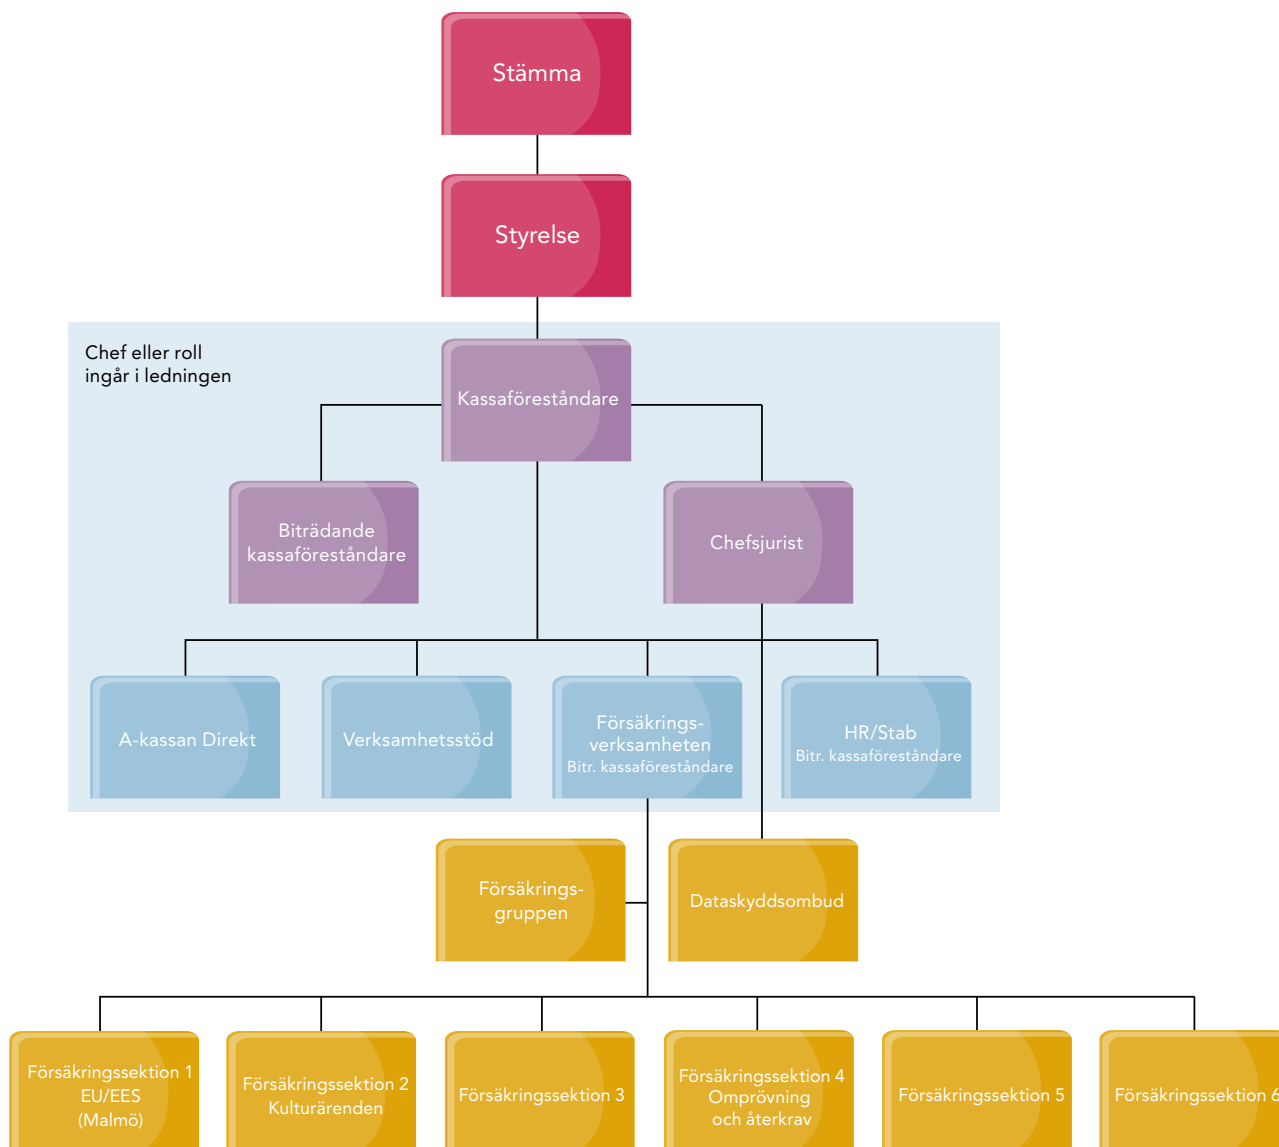 Stämma
Styrelse
Chef eller roll
ingår i ledningen
Kassaföreståndare
Biträdande
kassaföreståndare
Chefsjurist
A-kassan Direkt
Verksamhetsstöd
Försäkrings-
verksamheten
Bitr. kassaföreståndare
HR/Stab
Bitr. kassaföreståndare
Försäkrings-
gruppen
Dataskyddsombud
Försäkringssektion 1
EU/EES
(Malmö)
Försäkringssektion 2
Kulturärenden
Försäkringssektion 3
Försäkringssektion 4
Omprövning
och återkrav
Försäkringssektion 5
Försäkringssektion 6